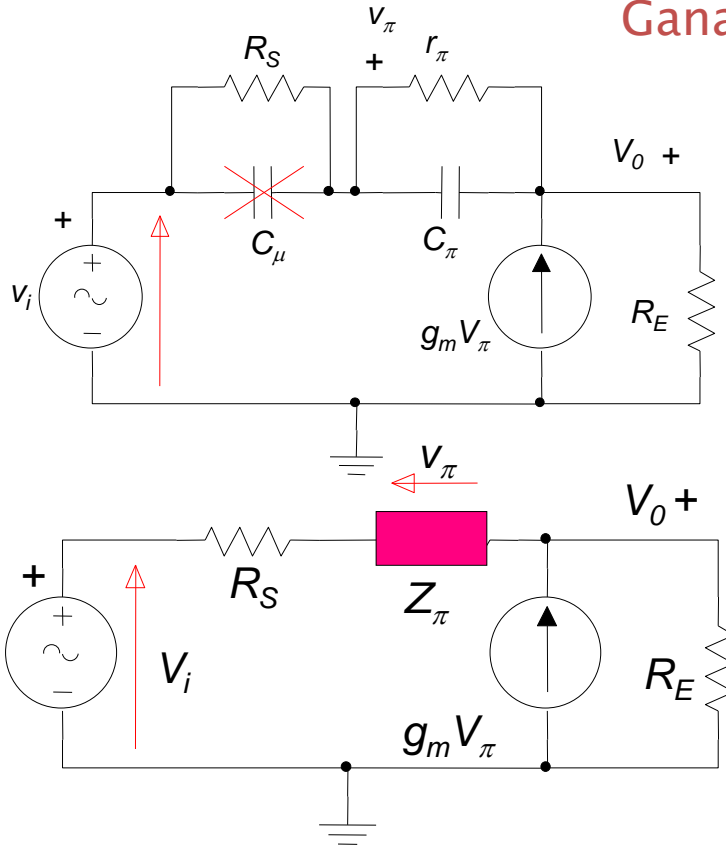 Gana
v_π
R_S
+
r_π
V_0 +
+
+
C_μ
C_π
v_i
−
g_mV_π
R_E
v_π
V_0 +
+
R_S
Z_π
+
V_i
−
R_E
g_mV_π